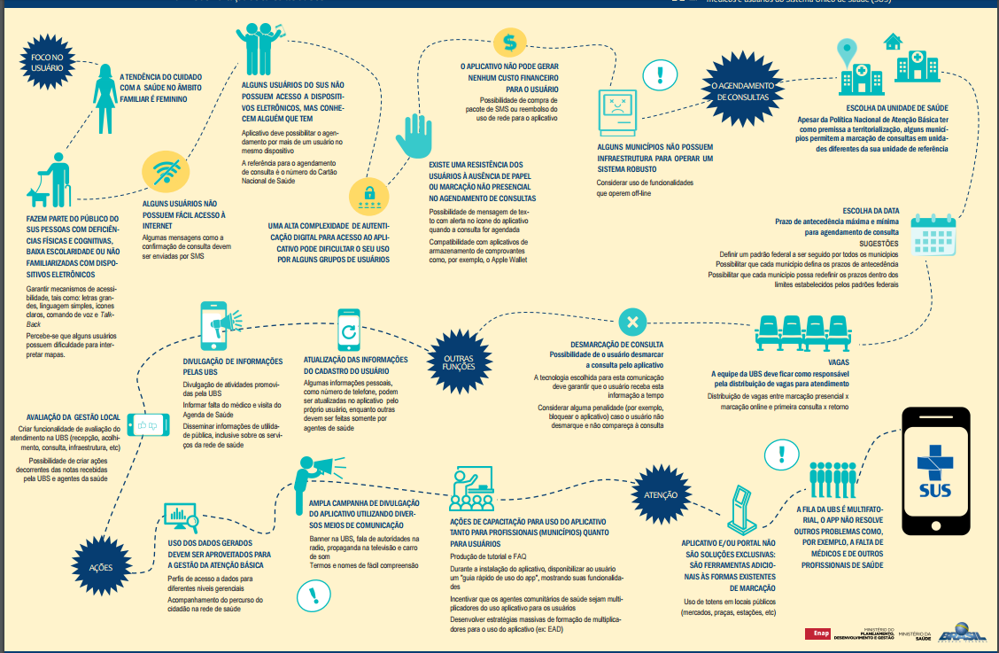 médicos e usuários do Sistema Único de Saúde (SUS)
FOCO NO
USUÁRIO
A TENDÊNCIA DO CUIDADO
COM A SAÚDE NO ÂMBITO
FAMILIAR É FEMININO
FAZEM PARTE DO PÚBLICO DO
SUS PESSOAS COM DEFICIÊN-
CIAS FÍSICAS E COGNITIVAS,
BAIXA ESCOLARIDADE OU NÃO
FAMILIARIZADAS COM DISPO-
SITIVOS ELETRÔNICOS
Garantir mecanismos de acessi-
bilidade, tais como: letras gran-
des, linguagem simples, ícones
claros, comando de voz e Talk-
Back
Percebe-se que alguns usuários
possuem dificuldade para inter-
pretar mapas.
ALGUNS USUÁRIOS NÃO
POSSUEM FÁCIL ACESSO À
INTERNET
Algumas mensagens como a
confirmação de consulta devem
ser enviadas por SMS
ALGUNS USUÁRIOS DO SUS NÃO
POSSUEM ACESSO A DISPOSITI-
VOS ELETRÔNICOS, MAS CONHE-
CEM ALGUÉM QUE TEM
Aplicativo deve possibilitar o agen-
damento por mais de um usuário no
mesmo dispositivo
A referência para o agendamento
de consulta é o número do Cartão
Nacional de Saúde
UMA ALTA COMPLEXIDADE DE AUTENTI-
CAÇÃO DIGITAL PARA ACESSO AO APLI-
CATIVO PODE DIFICULTAR O SEU USO
POR ALGUNS GRUPOS DE USUÁRIOS
EXISTE UMA RESISTÊNCIA DOS
USUÁRIOS À AUSÊNCIA DE PAPEL
OU MARCAÇÃO NÃO PRESENCIAL
NO AGENDAMENTO DE CONSULTAS
Possibilidade de mensagem de tex-
to com alerta no ícone do aplicativo
quando a consulta for agendada
Compatibilidade com aplicativos de
armazenamento de comprovantes
como, por exemplo, o Apple Wallet
$
O APLICATIVO NÃO PODE GERAR
NENHUM CUSTO FINANCEIRO
PARA O USUÁRIO
Possibilidade de compra de
pacote de SMS ou reembolso do
uso de rede para o aplicativo
!
ALGUNS MUNICÍPIOS NÃO POSSUEM
INFRAESTRUTURA PARA OPERAR UM
SISTEMA ROBUSTO
Considerar uso de funcionalidades
que operem off-line
O AGENDAMENTO
DE CONSULTAS
ESCOLHA DA UNIDADE DE SAÚDE
Apesar da Política Nacional de Atenção Básica ter
como premissa a territorialização, alguns municí-
pios permitem a marcação de consultas em unida-
des diferentes da sua unidade de referência
ESCOLHA DA DATA
Prazo de antecedência máxima e mínima
para agendamento de consulta
SUGESTÕES
Definir um padrão federal a ser seguido por todos os municípios
Possibilitar que cada município defina os prazos de antecedência
Possibilitar que cada município possa redefinir os prazos dentro dos
limites estabelecidos pelos padrões federais
VAGAS
A equipe da UBS deve ficar como responsável
pela distribuição de vagas para atendimento
Distribuição de vagas entre marcação presencial x
marcação online e primeira consulta x retorno
DESMARCAÇÃO DE CONSULTA
Possibilidade de o usuário desmarcar
a consulta pelo aplicativo
A tecnologia escolhida para esta comunicação
deve garantir que o usuário receba esta
informação a tempo
Considerar alguma penalidade (por exemplo,
bloquear o aplicativo) caso o usuário não
desmarque e não compareça à consulta
OUTRAS
FUNÇÕES
ATUALIZAÇÃO DAS INFORMAÇÕES
DO CADASTRO DO USUÁRIO
Algumas informações pessoais,
como número de telefone, podem
ser atualizadas no aplicativo pelo
próprio usuário, enquanto outras
devem ser feitas somente por
agentes de saúde
DIVULGAÇÃO DE INFORMAÇÕES
PELAS UBS
Divulgação de atividades promovi-
das pela UBS
Informar falta do médico e visita do
Agenda de Saúde
Disseminar informações de utilida-
de pública, inclusive sobre os servi-
ços da rede de saúde
AVALIAÇÃO DA GESTÃO LOCAL
Criar funcionalidade de avaliação do
atendimento na UBS (recepção, acolhi-
mento, consulta, infraestrutura, etc)
Possibilidade de criar ações
decorrentes das notas recebidas
pela UBS e agentes da saúde
AÇÕES
USO DOS DADOS GERADOS
DEVEM SER APROVEITADOS PARA
A GESTÃO DA ATENÇÃO BÁSICA
Perfis de acesso a dados para
diferentes níveis gerenciais
Acompanhamento do percurso do
cidadão na rede de saúde
AMPLA CAMPANHA DE DIVULGAÇÃO
DO APLICATIVO UTILIZANDO DIVER-
SOS MEIOS DE COMUNICAÇÃO
Banner na UBS, fala de autoridades na
radio, propaganda na televisão e carro
de som
Termos e nomes de fácil compreensão
!
AÇÕES DE CAPACITAÇÃO PARA USO DO APLICATIVO
TANTO PARA PROFISSIONAIS (MUNICÍPIOS) QUANTO
PARA USUÁRIOS
Produção de tutorial e FAQ
Durante a instalação do aplicativo, disponibilizar ao usuário
um "guia rápido de uso do app", mostrando suas funcionalida-
des
Incentivar que os agentes comunitários de saúde sejam multi-
plicadores do uso aplicativo para os usuários
Desenvolver estratégias massivas de formação de multiplica-
dores para o uso do aplicativo (ex: EAD)
ATENÇÃO
APLICATIVO E/OU PORTAL NÃO
SÃO SOLUÇÕES EXCLUSIVAS:
SÃO FERRAMENTAS ADICIO-
NAIS ÀS FORMAS EXISTENTES
DE MARCAÇÃO
Uso de totens em locais públicos
(mercados, praças, estações, etc)
!
A FILA DA UBS É MULTIFATO-
RIAL, O APP NÃO RESOLVE
OUTROS PROBLEMAS COMO,
POR EXEMPLO, A FALTA DE
MÉDICOS E DE OUTROS
PROFISSIONAIS DE SAÚDE
SUS
Enap
MINISTÉRIO DO
PLANEJAMENTO,
DESENVOLVIMENTO E GESTÃO
MINISTÉRIO DA
SAÚDE
BRASIL